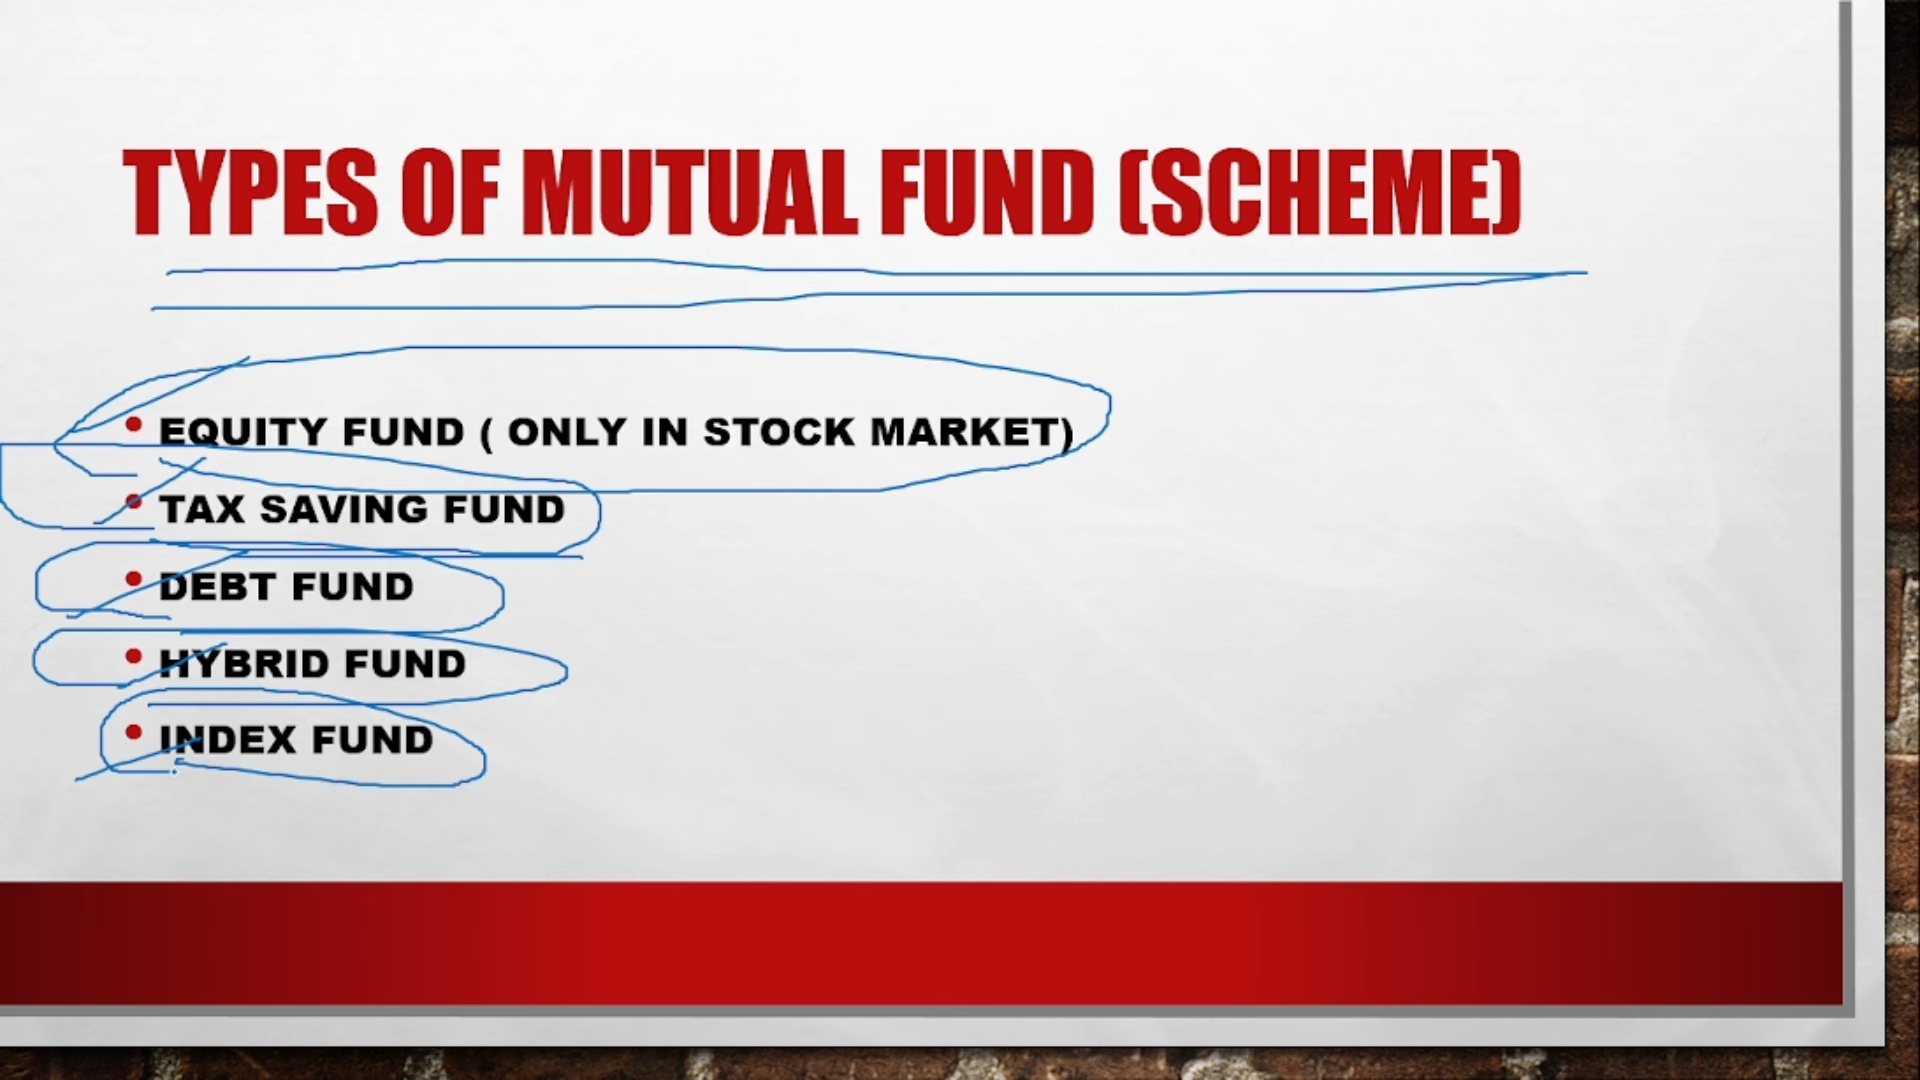 TYPES OF MUTUAL FUND (SCHEME)
• EQUITY FUND ( ONLY IN STOCK MARKET)
• TAX SAVING FUND
• DEBT FUND
• HYBRID FUND
• INDEX FUND